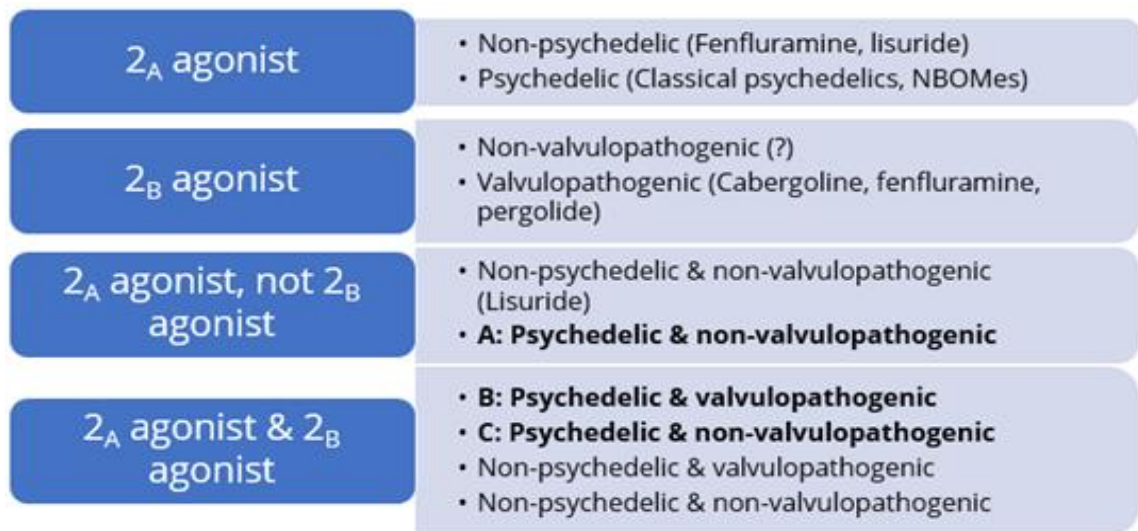 2A agonist
• Non-psychedelic (Fenfluramine, lisuride)
• Psychedelic (Classical psychedelics, NBOMes)
2B agonist
• Non-valvulopathogenic (?)
• Valvulopathogenic (Cabergoline, fenfluramine,
pergolide)
2A agonist, not 2B
agonist
• Non-psychedelic & non-valvulopathogenic
(Lisuride)
• A: Psychedelic & non-valvulopathogenic
2A agonist & 2B
agonist
• B: Psychedelic & valvulopathogenic
• C: Psychedelic & non-valvulopathogenic
• Non-psychedelic & valvulopathogenic
• Non-psychedelic & non-valvulopathogenic